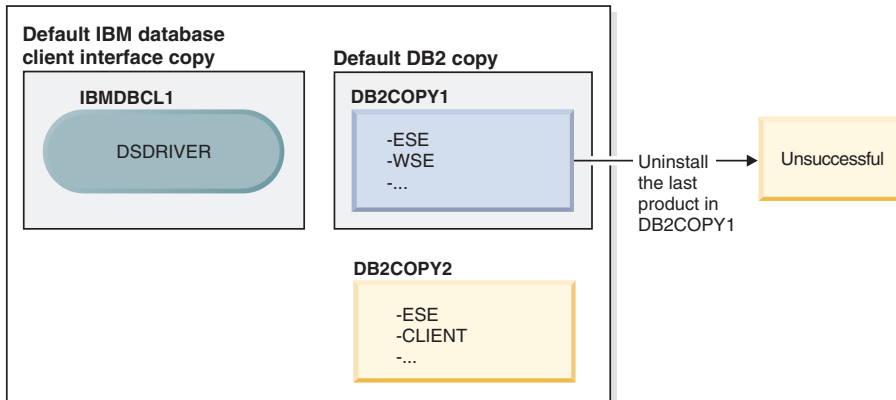 Default IBM database
client interface copy
IBMDBCL1
DSDRIVER
Default DB2 copy
DB2COPY1
-ESE
-WSE
-...
Uninstall
the last
product in
DB2COPY1
Unsuccessful
DB2COPY2
-ESE
-CLIENT
-...